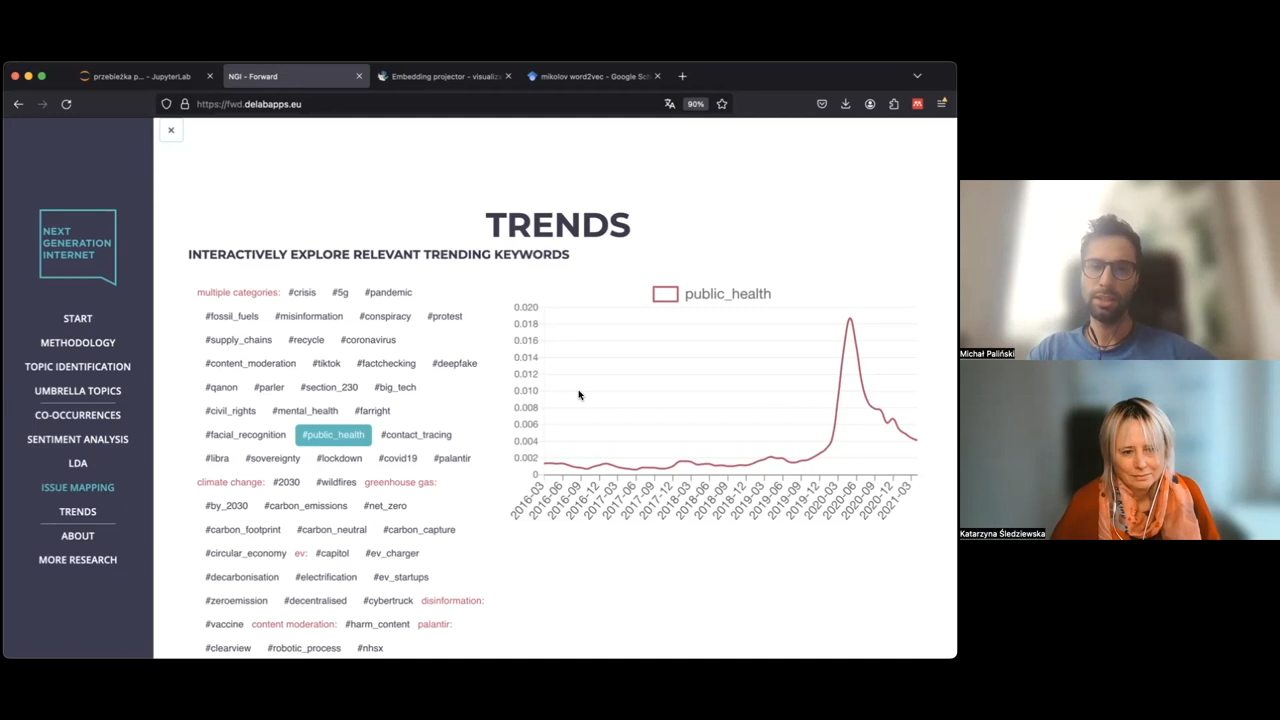 przebieżka p... - JupyterLab
NGI - Forward
Embedding projector - visualiz
mikolov word2vec - Google Sch
https://fwd.delabapps.eu
90%
NEXT
GENERATION
INTERNET
START
METHODOLOGY
TOPIC IDENTIFICATION
UMBRELLA TOPICS
CO-OCCURRENCES
SENTIMENT ANALYSIS
LDA
ISSUE MAPPING
TRENDS
ABOUT
MORE RESEARCH
TRENDS
INTERACTIVELY EXPLORE RELEVANT TRENDING KEYWORDS
multiple categories: #crisis #5g #pandemic
#fossil_fuels #misinformation #conspiracy #protest
#supply_chains #recycle #coronavirus
#content_moderation #tiktok #factchecking #deepfake
#qanon #parler #section_230 #big_tech
#civil_rights #mental_health #farright
#facial_recognition #public_health #contact_tracing
#libra #sovereignty #lockdown #covid19 #palantir
climate change: #2030 #wildfires greenhouse gas:
#by_2030 #carbon_emissions #net_zero
#carbon_footprint #carbon_neutral #carbon_capture
#circular_economy ev: #capitol #ev_charger
#decarbonisation #electrification #ev_startups
#zeroemission #decentralised #cybertruck disinformation:
#vaccine content moderation: #harm_content palantir:
#clearview #robotic_process #nhsx
public_health
0.020
0.018
0.016
0.014
0.012
0.010
0.008
0.006
0.004
0.002
0
2016-03
2016-06
2016-09
2016-12
2017-03
2017-06
2017-09
2017-12
2018-03
2018-06
2018-09
2018-12
2019-03
2019-06
2019-09
2019-12
2020-03
2020-06
2020-09
2020-12
2021-03
Michał Paliński
Katarzyna Śledziewska